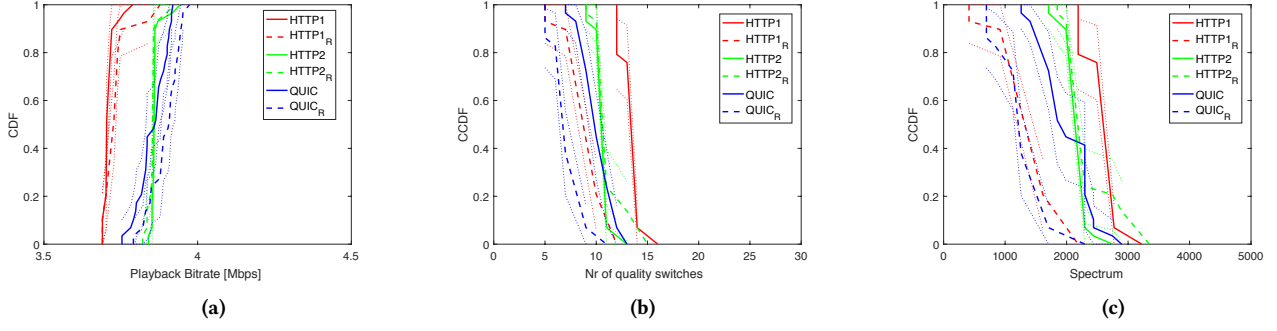 CDF
1
0.8
0.6
0.4
0.2
0
3.5
4
4.5
Playback Bitrate [Mbps]
HTTP1
HTTP1R
HTTP2
HTTP2R
QUIC
QUICR
(a)
CCDF
1
0.8
0.6
0.4
0.2
0
0
5
10
15
20
25
30
Nr of quality switches
HTTP1
HTTP1R
HTTP2
HTTP2R
QUIC
QUICR
(b)
CCDF
1
0.8
0.6
0.4
0.2
0
0
1000
2000
3000
4000
5000
Spectrum
HTTP1
HTTP1R
HTTP2
HTTP2R
QUIC
QUICR
(c)